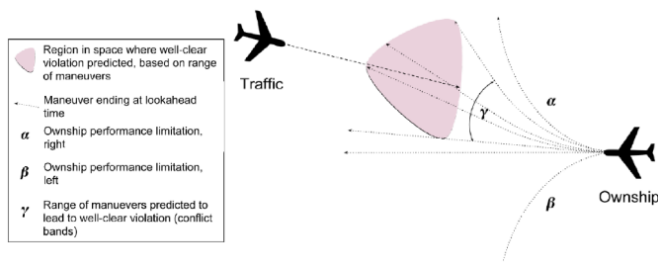 Region in space where well-clear
violation predicted, based on range
of maneuvers
Maneuver ending at lookahead
time
α Ownship performance limitation,
right
β Ownship performance limitation,
left
γ Range of manuevers predicted to
lead to well-clear violation (conflict
bands)
Traffic
α
γ
β
Ownship